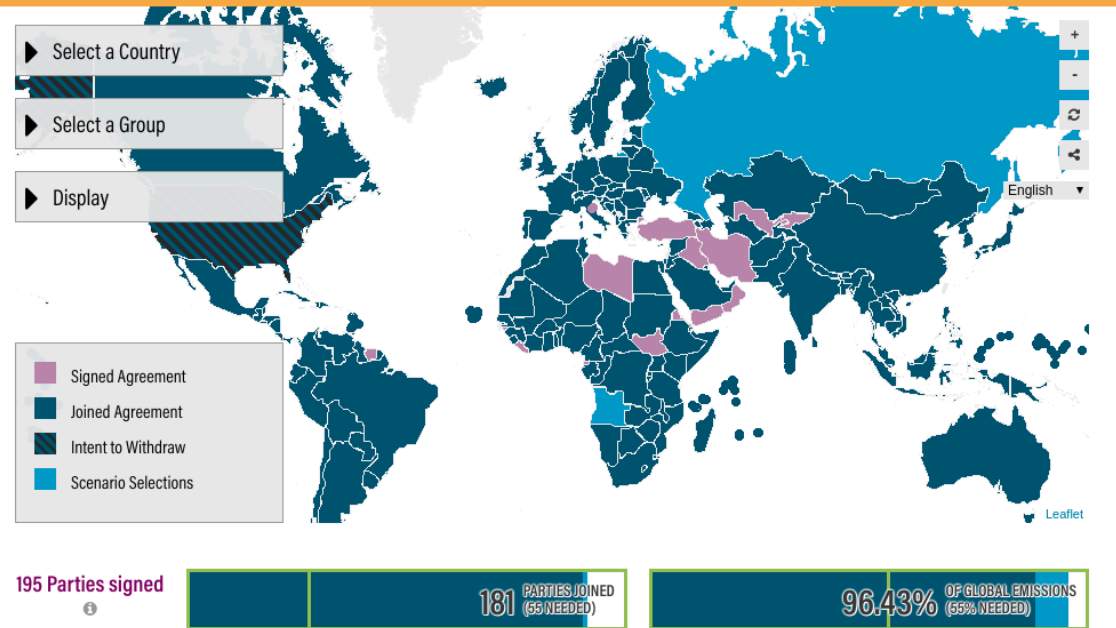 Select a Country
Select a Group
Display
+
-
English
Signed Agreement
Joined Agreement
Intent to Withdraw
Scenario Selections
Leaflet
195 Parties signed
181 PARTIES JOINED
(55 NEEDED)
96.43% OF GLOBAL EMISSIONS
(55% NEEDED)